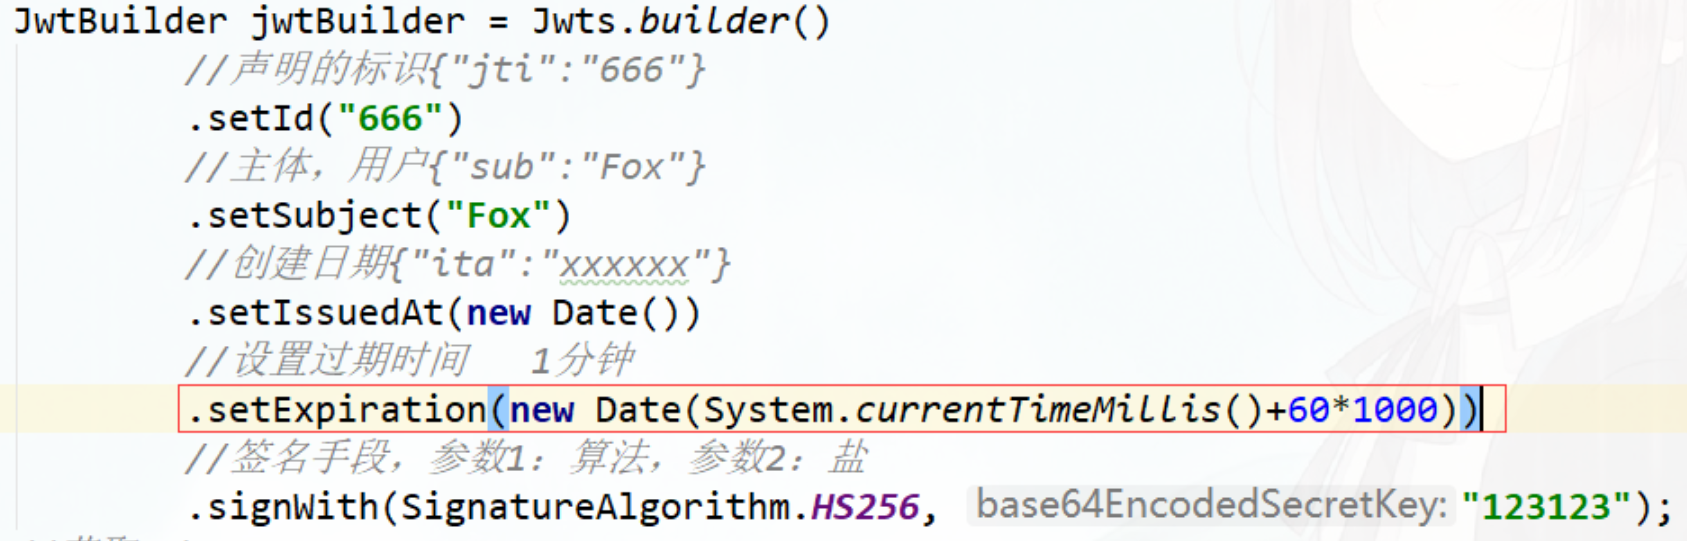 JwtBuilder jwtBuilder = Jwts.builder()
//声明的标识{"jti":"666"}
.setId("666")
//主体，用户{"sub":"Fox"}
.setSubject("Fox")
//创建日期{"ita":"xxxxxx"}
.setIssuedAt(new Date())
//设置过期时间   1分钟
.setExpiration(new Date(System.currentTimeMillis()+60*1000))
//签名手段，参数1：算法，参数2：盐
.signWith(SignatureAlgorithm.HS256, base64EncodedSecretKey: "123123");